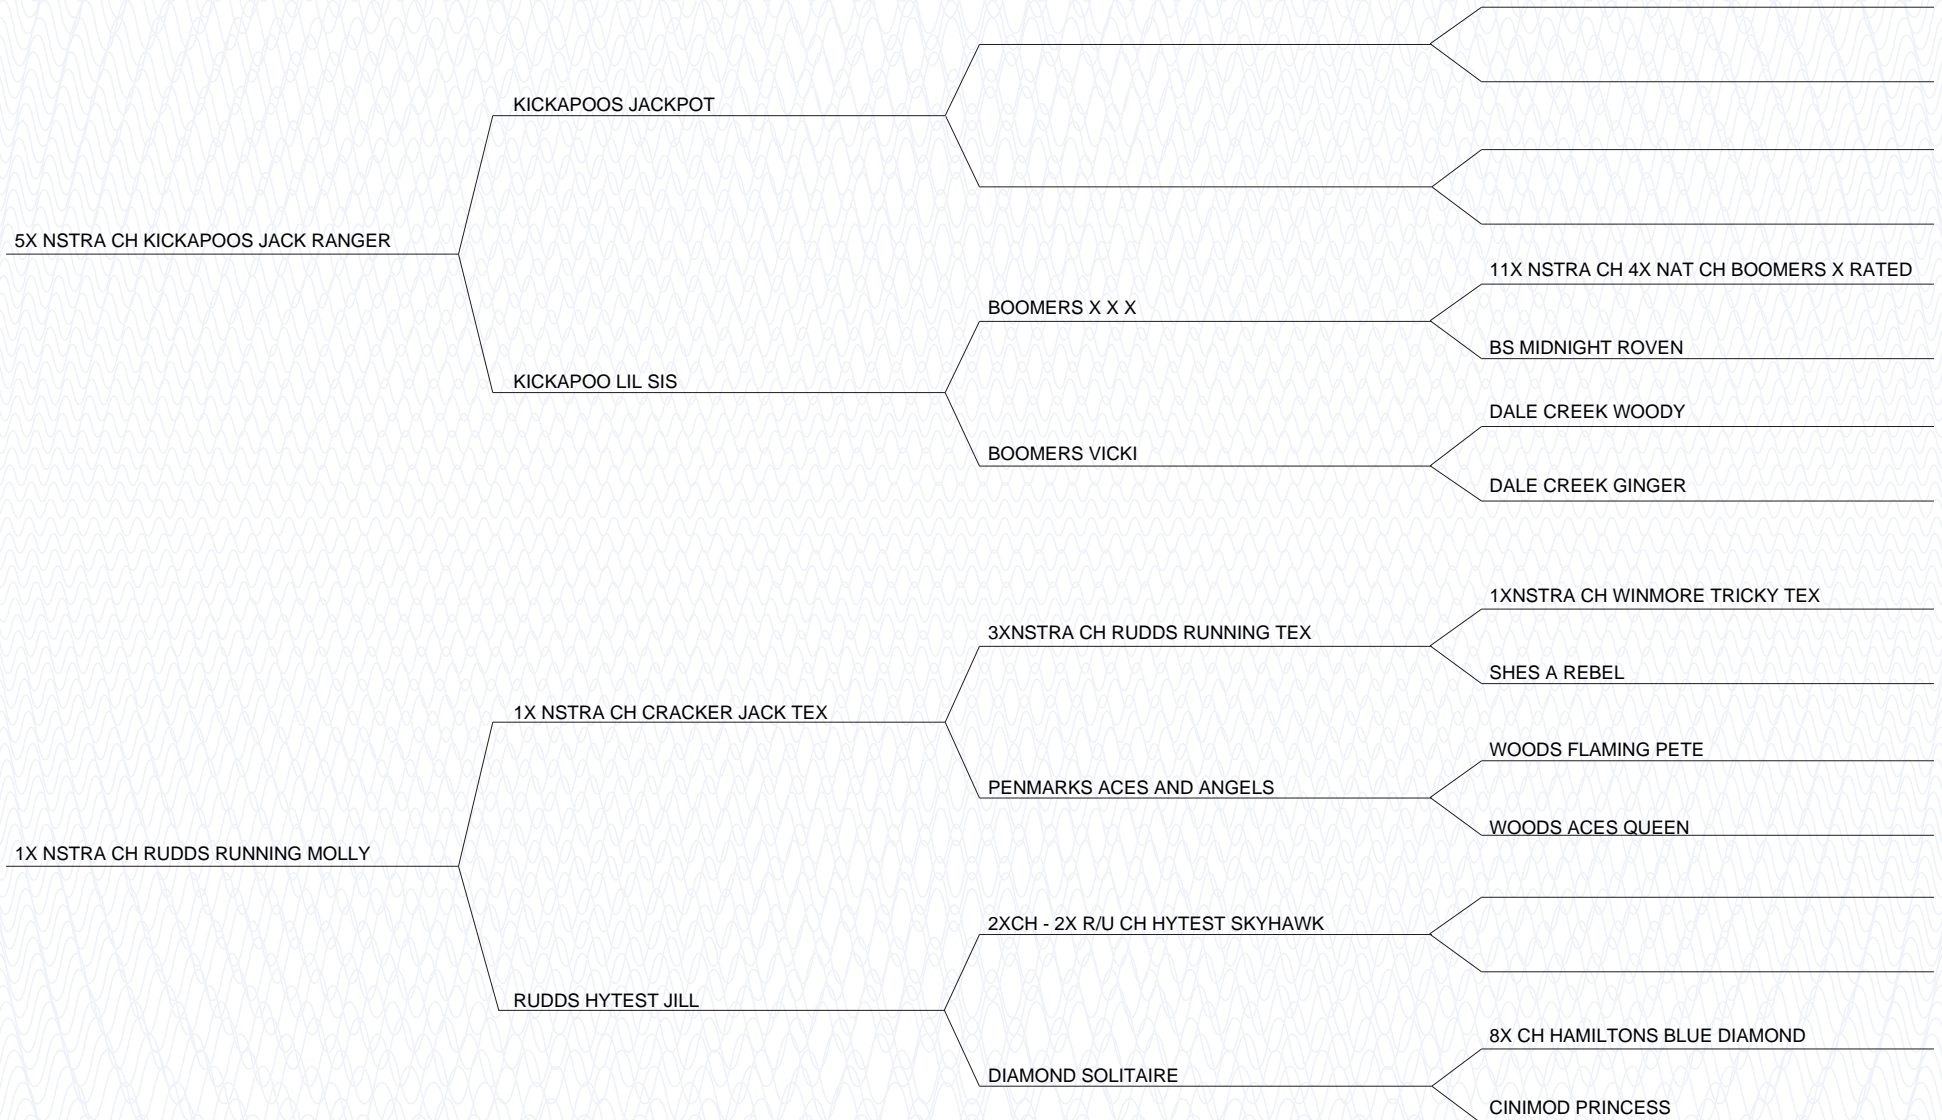 KICKAPOOS JACKPOT
5X NSTRA CH KICKAPOOS JACK RANGER
11X NSTRA CH 4X NAT CH BOOMERS X RATED
BOOMERS X X X
BS MIDNIGHT ROVEN
KICKAPOO LIL SIS
DALE CREEK WOODY
BOOMERS VICKI
DALE CREEK GINGER
1XNSTRA CH WINMORE TRICKY TEX
3XNSTRA CH RUDDS RUNNING TEX
SHES A REBEL
1X NSTRA CH CRACKER JACK TEX
WOODS FLAMING PETE
PENMARKS ACES AND ANGELS
WOODS ACES QUEEN
1X NSTRA CH RUDDS RUNNING MOLLY
2XCH - 2X R/U CH HYTEST SKYHAWK
RUDDS HYTEST JILL
8X CH HAMILTONS BLUE DIAMOND
DIAMOND SOLITAIRE
CINIMOD PRINCESS